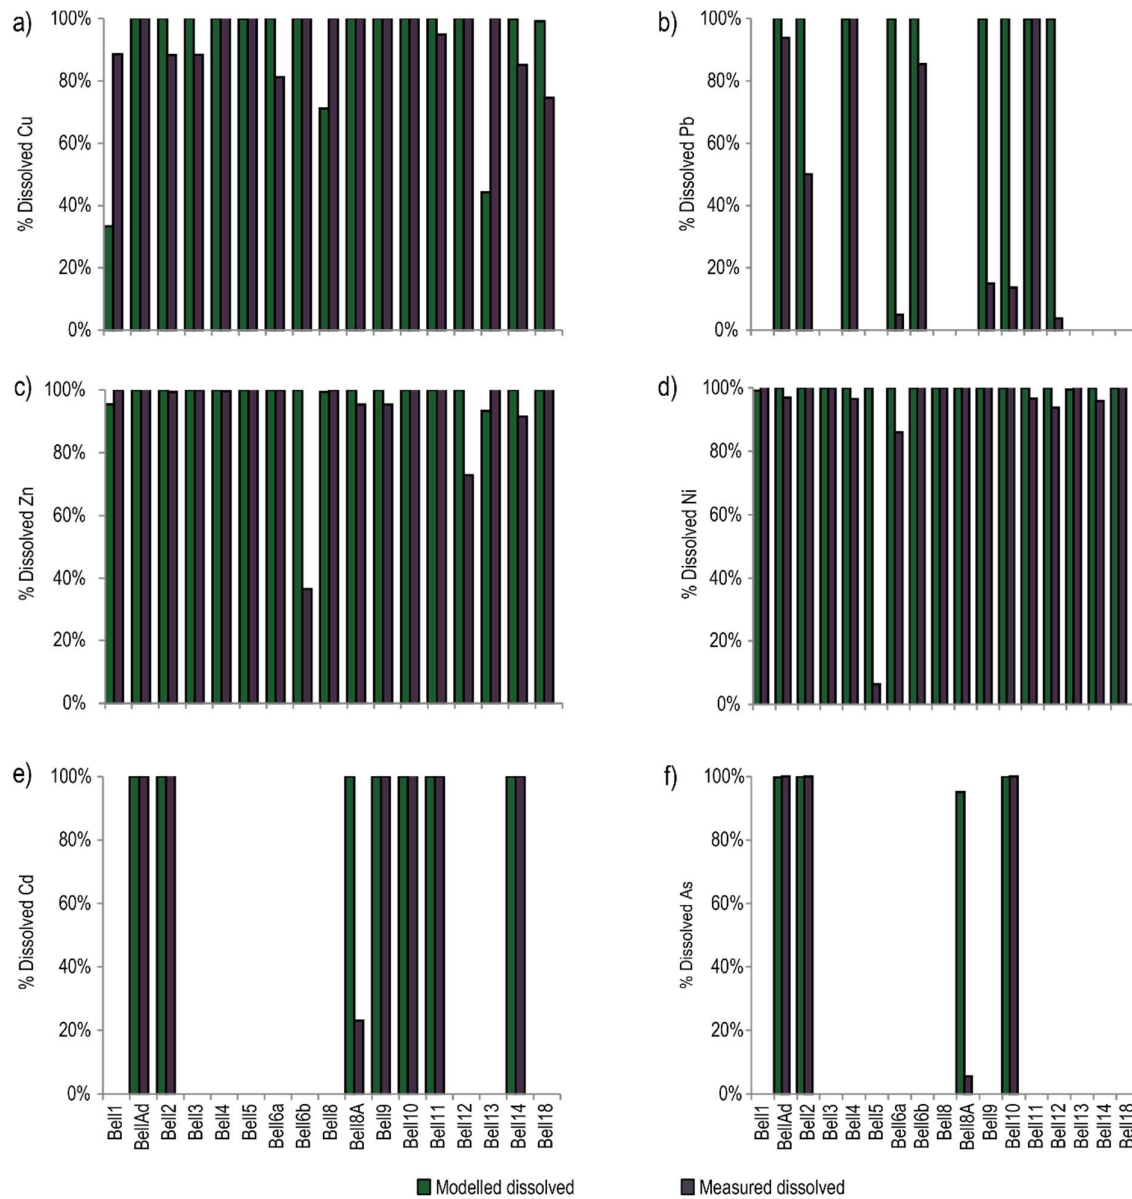 a)
% Dissolved Cu
100%
80%
60%
40%
20%
0%
b)
% Dissolved Pb
100%
80%
60%
40%
20%
0%
c)
% Dissolved Zn
100%
80%
60%
40%
20%
0%
d)
% Dissolved Ni
100%
80%
60%
40%
20%
0%
e)
% Dissolved Cd
100%
80%
60%
40%
20%
0%
Bell1
BellAd
Bell2
Bell3
Bell4
Bell5
Bell6a
Bell6b
Bell8
Bell8A
Bell9
Bell10
Bell11
Bell12
Bell13
Bell14
Bell18
f)
% Dissolved As
100%
80%
60%
40%
20%
0%
Bell1
BellAd
Bell2
Bell3
Bell4
Bell5
Bell6a
Bell6b
Bell8
Bell8A
Bell9
Bell10
Bell11
Bell12
Bell13
Bell14
Bell18
Modelled dissolved
Measured dissolved